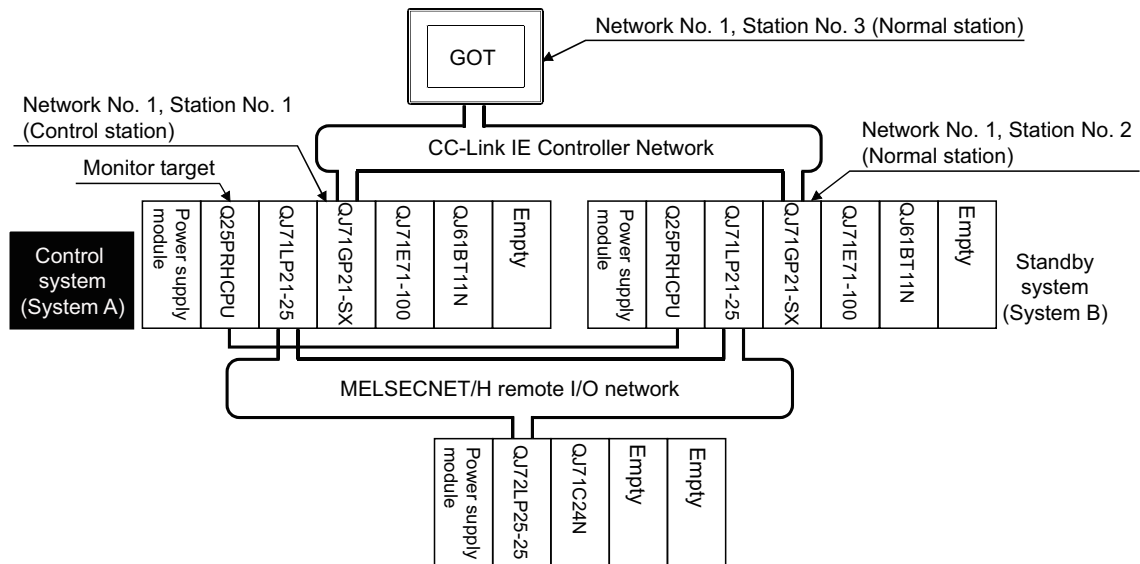 Network No. 1, Station No. 3 (Normal station)
GOT
Network No. 1, Station No. 1
(Control station)
CC-Link IE Controller Network
Network No. 1, Station No. 2
(Normal station)
Monitor target
Control
system
(System A)
Power supply
module
Q25PRHCPU
QJ71LP21-25
QJ71GP21-SX
QJ71E71-100
QJ61BT11N
Empty
Power supply
module
Q25PRHCPU
QJ71LP21-25
QJ71GP21-SX
QJ71E71-100
QJ61BT11N
Empty
Standby
system
(System B)
MELSECNET/H remote I/O network
Power supply
module
QJ72LP25-25
QJ71C24N
Empty
Empty